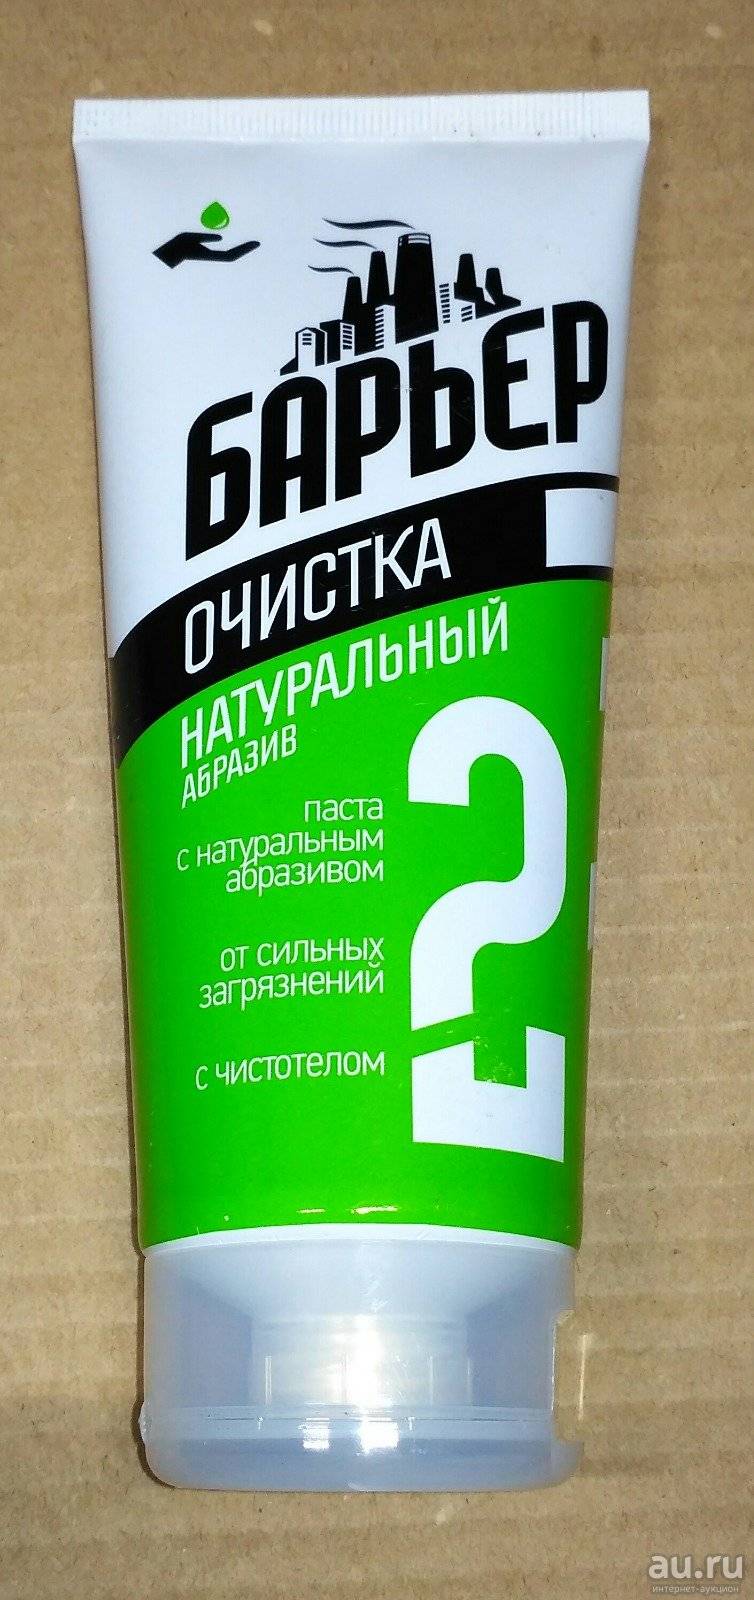 БАРЬЕР
ОЧИСТКА
НАТУРАЛЬНЫЙ
АБРАЗИВ
паста
с натуральным
абразивом
от сильных
загрязнений
с чистотелом
2
au.ru
интернет-аукцион